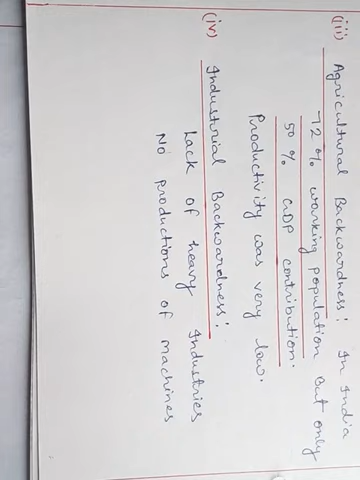 (iii) Agricultural Backwardness: In India
72% working population But only
50% GDP contribution.
Productivity was very low.
(iv) Industrial Backwardness:
Lack of heavy Industries
No productions of machines